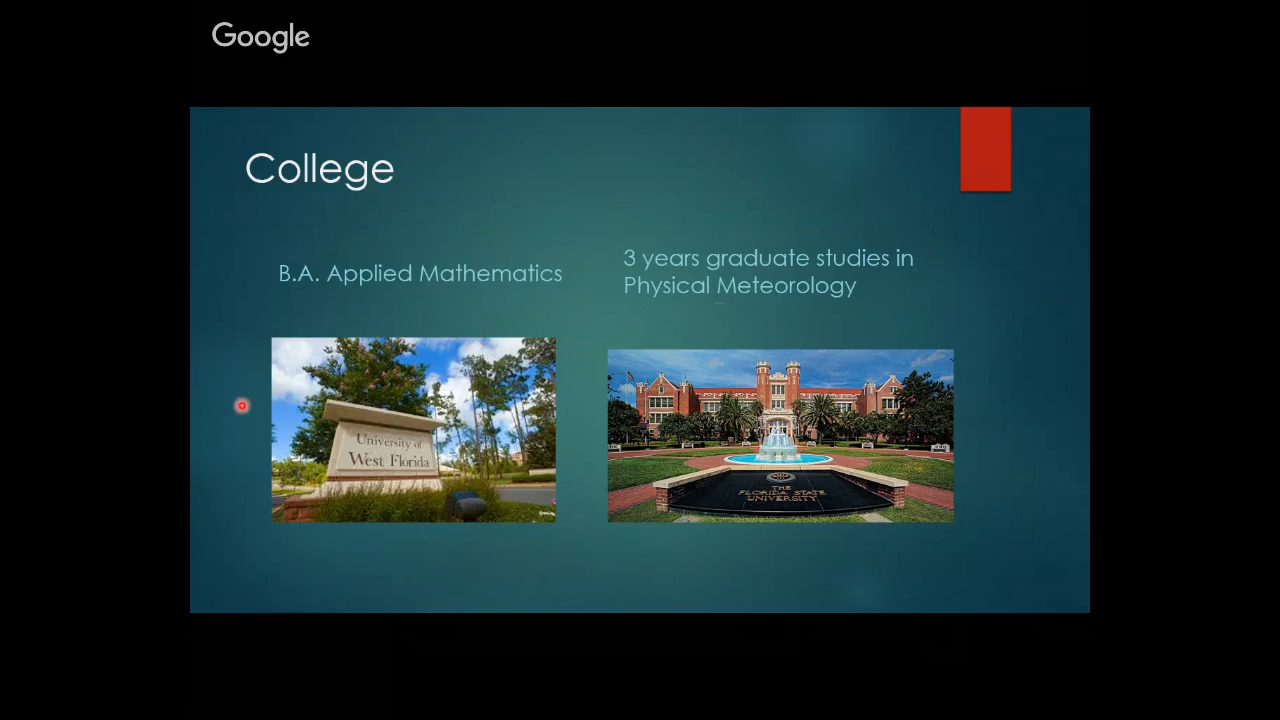 Google
College
B.A. Applied Mathematics
3 years graduate studies in
Physical Meteorology
University of
West Florida
THE
FLORIDA STATE
UNIVERSITY